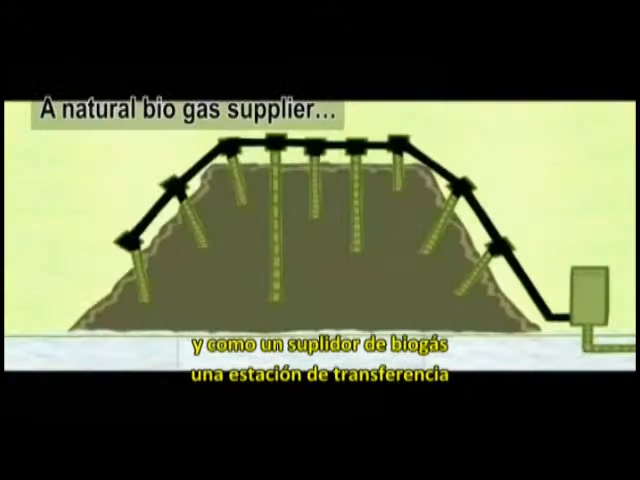 A natural bio gas supplier...
y como un suplidor de biogás
una estación de transferencia